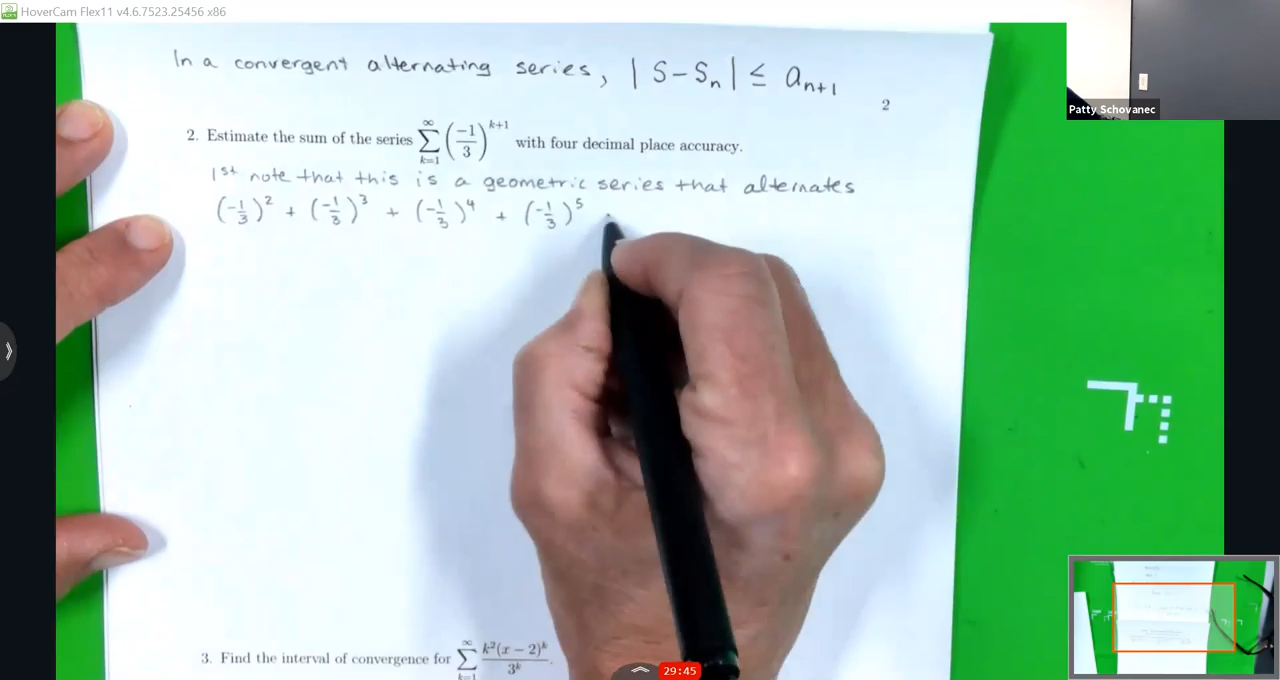 HoverCam Flex11 v4.6.7523.25456 x86
In a convergent alternating series, |S-Sₙ| ≤ aₙ₊₁
2
Patty Schovanec
2. Estimate the sum of the series ∑_{k=1}^{∞} (-1/3)^{k+1} with four decimal place accuracy.
1st note that this is a geometric series that alternates
(-1/3)^2 + (-1/3)^3 + (-1/3)^4 + (-1/3)^5
3. Find the interval of convergence for ∑_{k=1}^{∞} k²(x − 2)^k / 3^k.
29:45